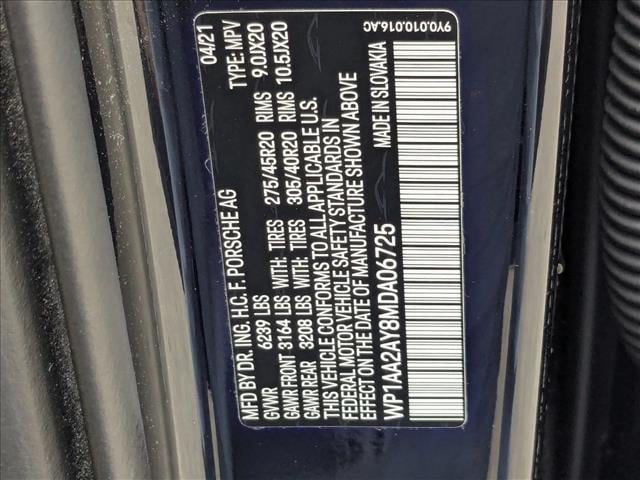 MFD BY DR. ING. H.C. F. PORSCHE AG 04/21
GVWR 6239 LBS TYPE: MPV
GAWR FRONT 3164 LBS WITH: TIRES 275/45R20 RIMS 9.0JX20
GAWR REAR 3208 LBS WITH: TIRES 305/40R20 RIMS 10.5JX20
THIS VEHICLE CONFORMS TO ALL APPLICABLE U.S.
FEDERAL MOTOR VEHICLE SAFETY STANDARDS IN
EFFECT ON THE DATE OF MANUFACTURE SHOWN ABOVE
WP1AA2AY8MDA06725 MADE IN SLOVAKIA
9Y0.010.016.AC